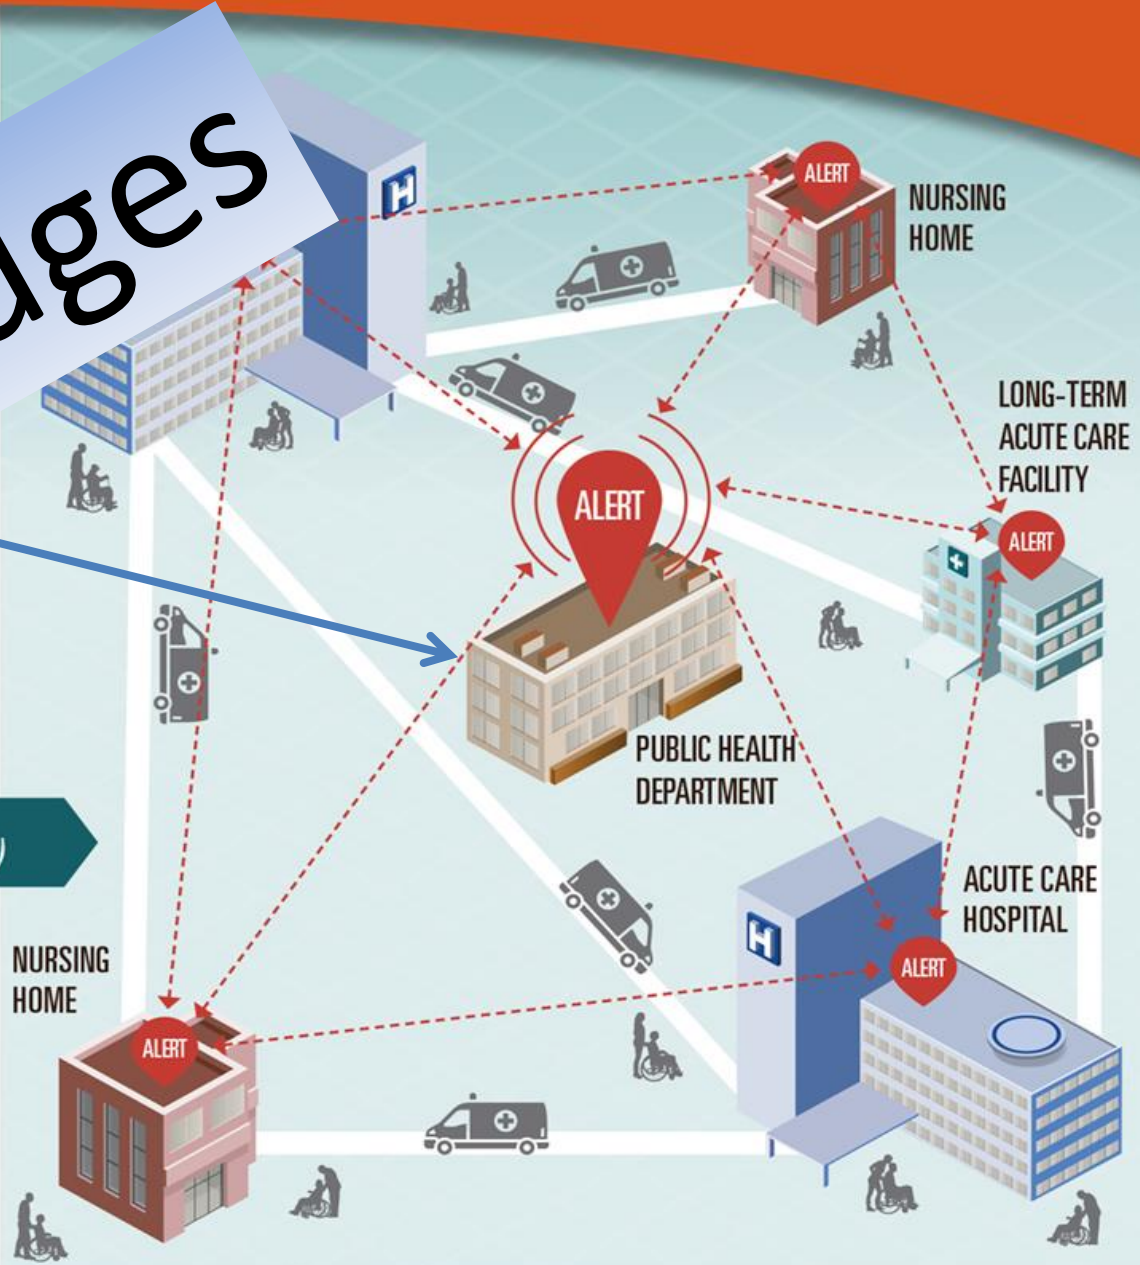 H
ALERT
NURSING
HOME
LONG-TERM
ACUTE CARE
FACILITY
ALERT
ALERT
PUBLIC HEALTH
DEPARTMENT
ACUTE CARE
HOSPITAL
H
ALERT
NURSING
HOME
ALERT